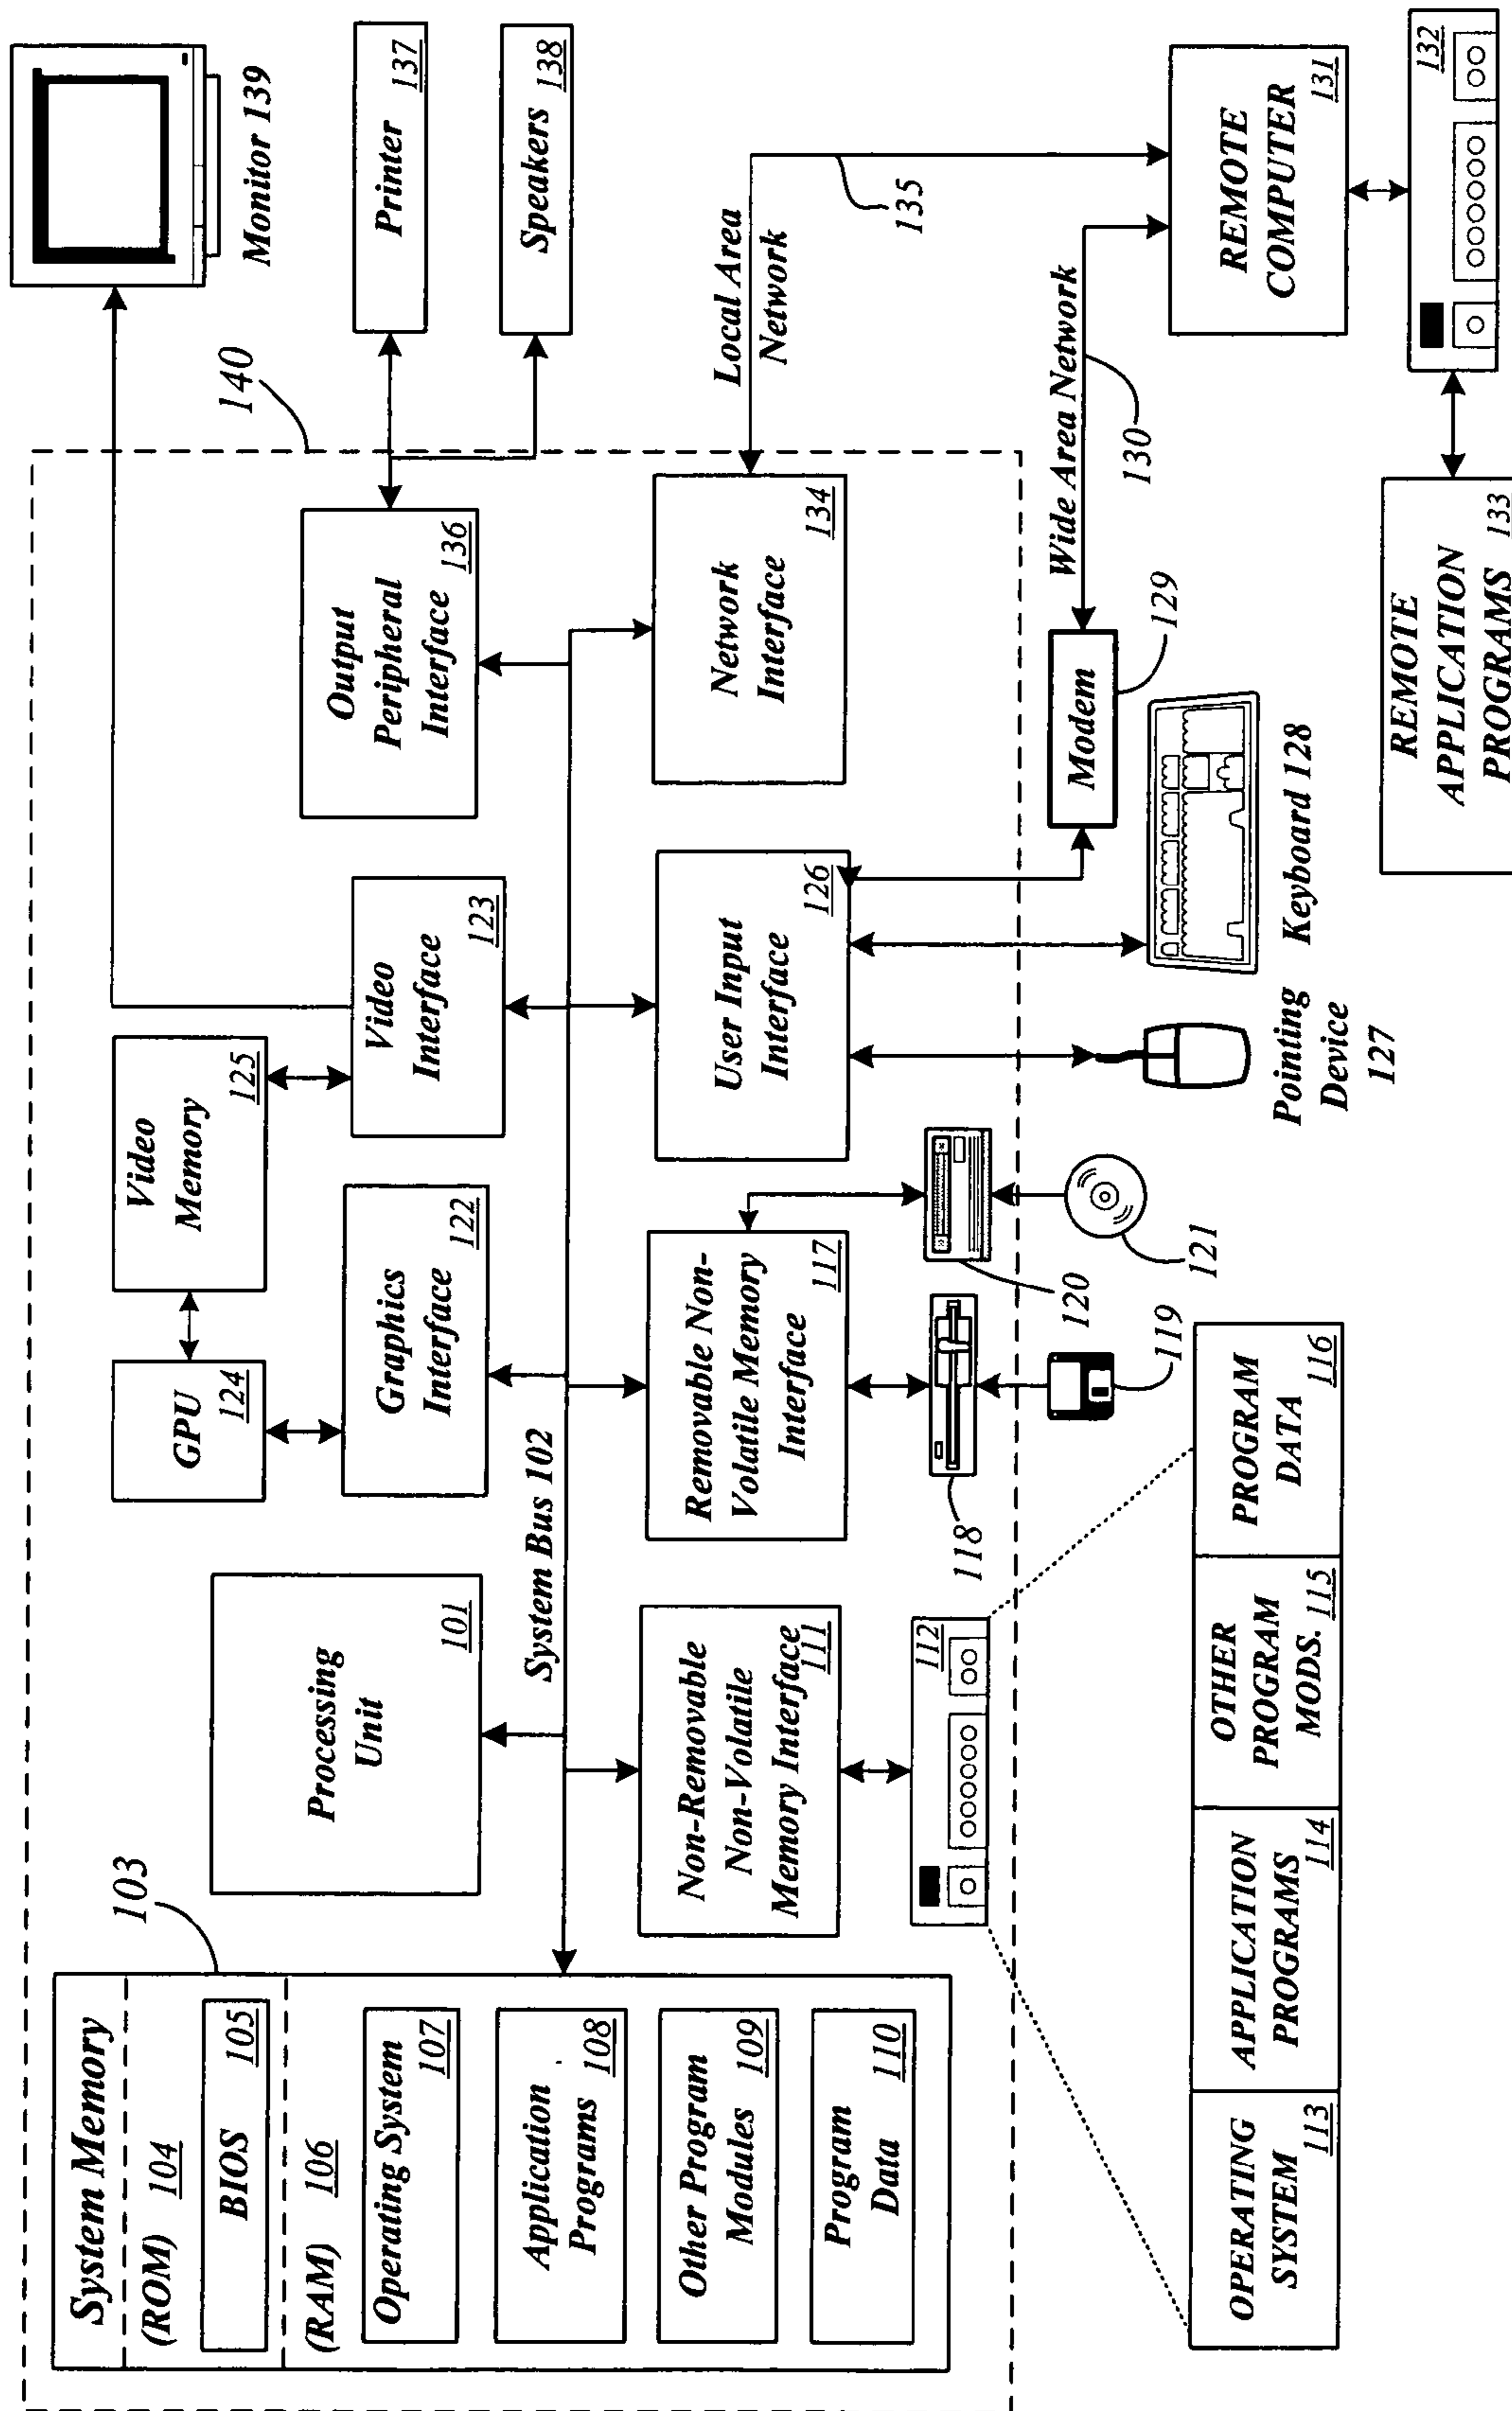 System Memory
(ROM) 104
BIOS
105
(RAM) 106
Operating System
107
Application
Programs
108
Other Program
Modules
109
Program
Data
110
103
Processing
Unit
101
System Bus 102
GPU
124
Video
Memory
125
Graphics
Interface
122
Video
Interface
123
Output
Peripheral
Interface
136
140
Monitor 139
Printer
137
Speakers
138
Non-Removable
Non-Volatile
Memory Interface
111
Removable Non-
Volatile Memory
Interface
117
User Input
Interface
126
Network
Interface
134
Local Area
Network
135
112
118
119
120
121
Modem
129
Wide Area Network
130
Pointing
Device
127
Keyboard 128
REMOTE
COMPUTER
131
132
REMOTE
APPLICATION
PROGRAMS
133
OPERATING
SYSTEM
113
APPLICATION
PROGRAMS
114
OTHER
PROGRAM
MODS.
115
PROGRAM
DATA
116